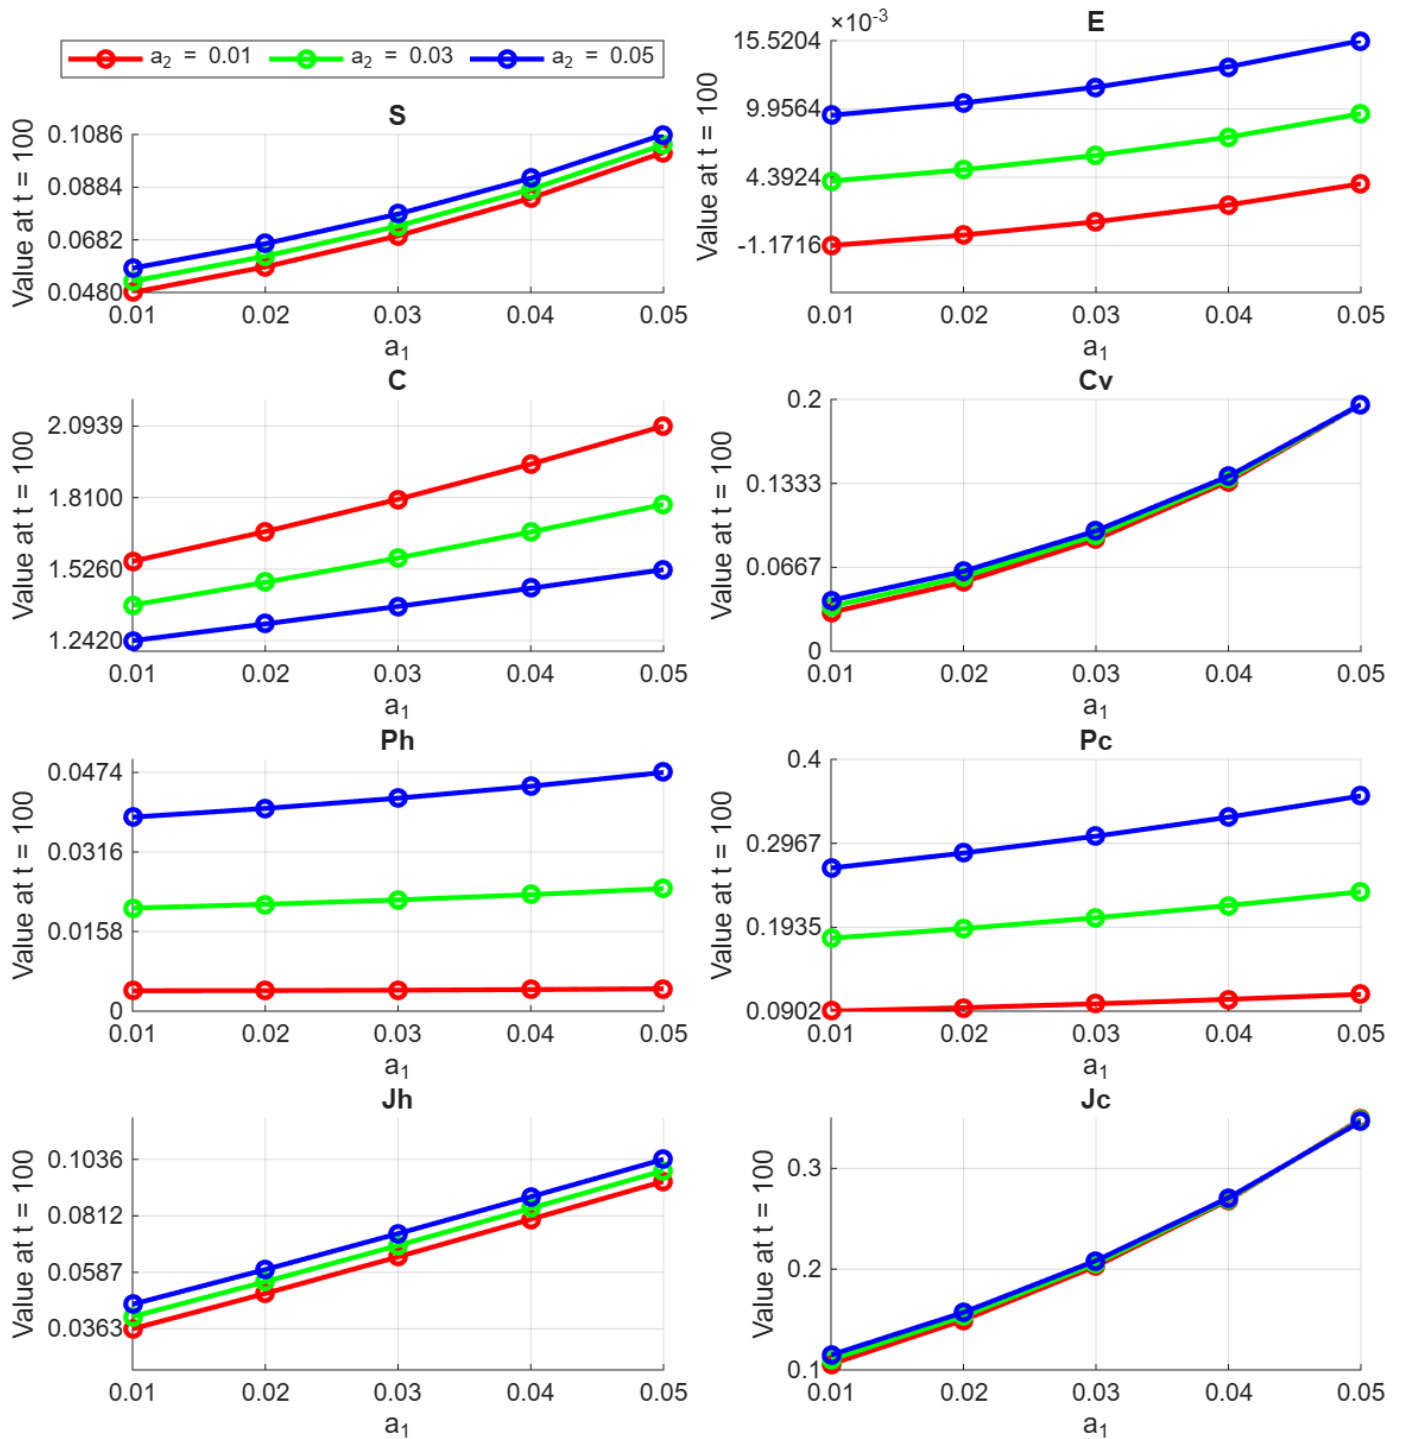 a₂ = 0.01 a₂ = 0.03 a₂ = 0.05
S
Value at t = 100
0.1086
0.0884
0.0682
0.0480
0.01 0.02 0.03 0.04 0.05
a₁
×10⁻³
E
Value at t = 100
15.5204
9.9564
4.3924
-1.1716
0.01 0.02 0.03 0.04 0.05
a₁
C
Value at t = 100
2.0939
1.8100
1.5260
1.2420
0.01 0.02 0.03 0.04 0.05
a₁
Cv
Value at t = 100
0.2
0.1333
0.0667
0
0.01 0.02 0.03 0.04 0.05
a₁
Ph
Value at t = 100
0.0474
0.0316
0.0158
0
0.01 0.02 0.03 0.04 0.05
a₁
Pc
Value at t = 100
0.4
0.2967
0.1935
0.0902
0.01 0.02 0.03 0.04 0.05
a₁
Jh
Value at t = 100
0.1036
0.0812
0.0587
0.0363
0.01 0.02 0.03 0.04 0.05
a₁
Jc
Value at t = 100
0.3
0.2
0.1
0.01 0.02 0.03 0.04 0.05
a₁